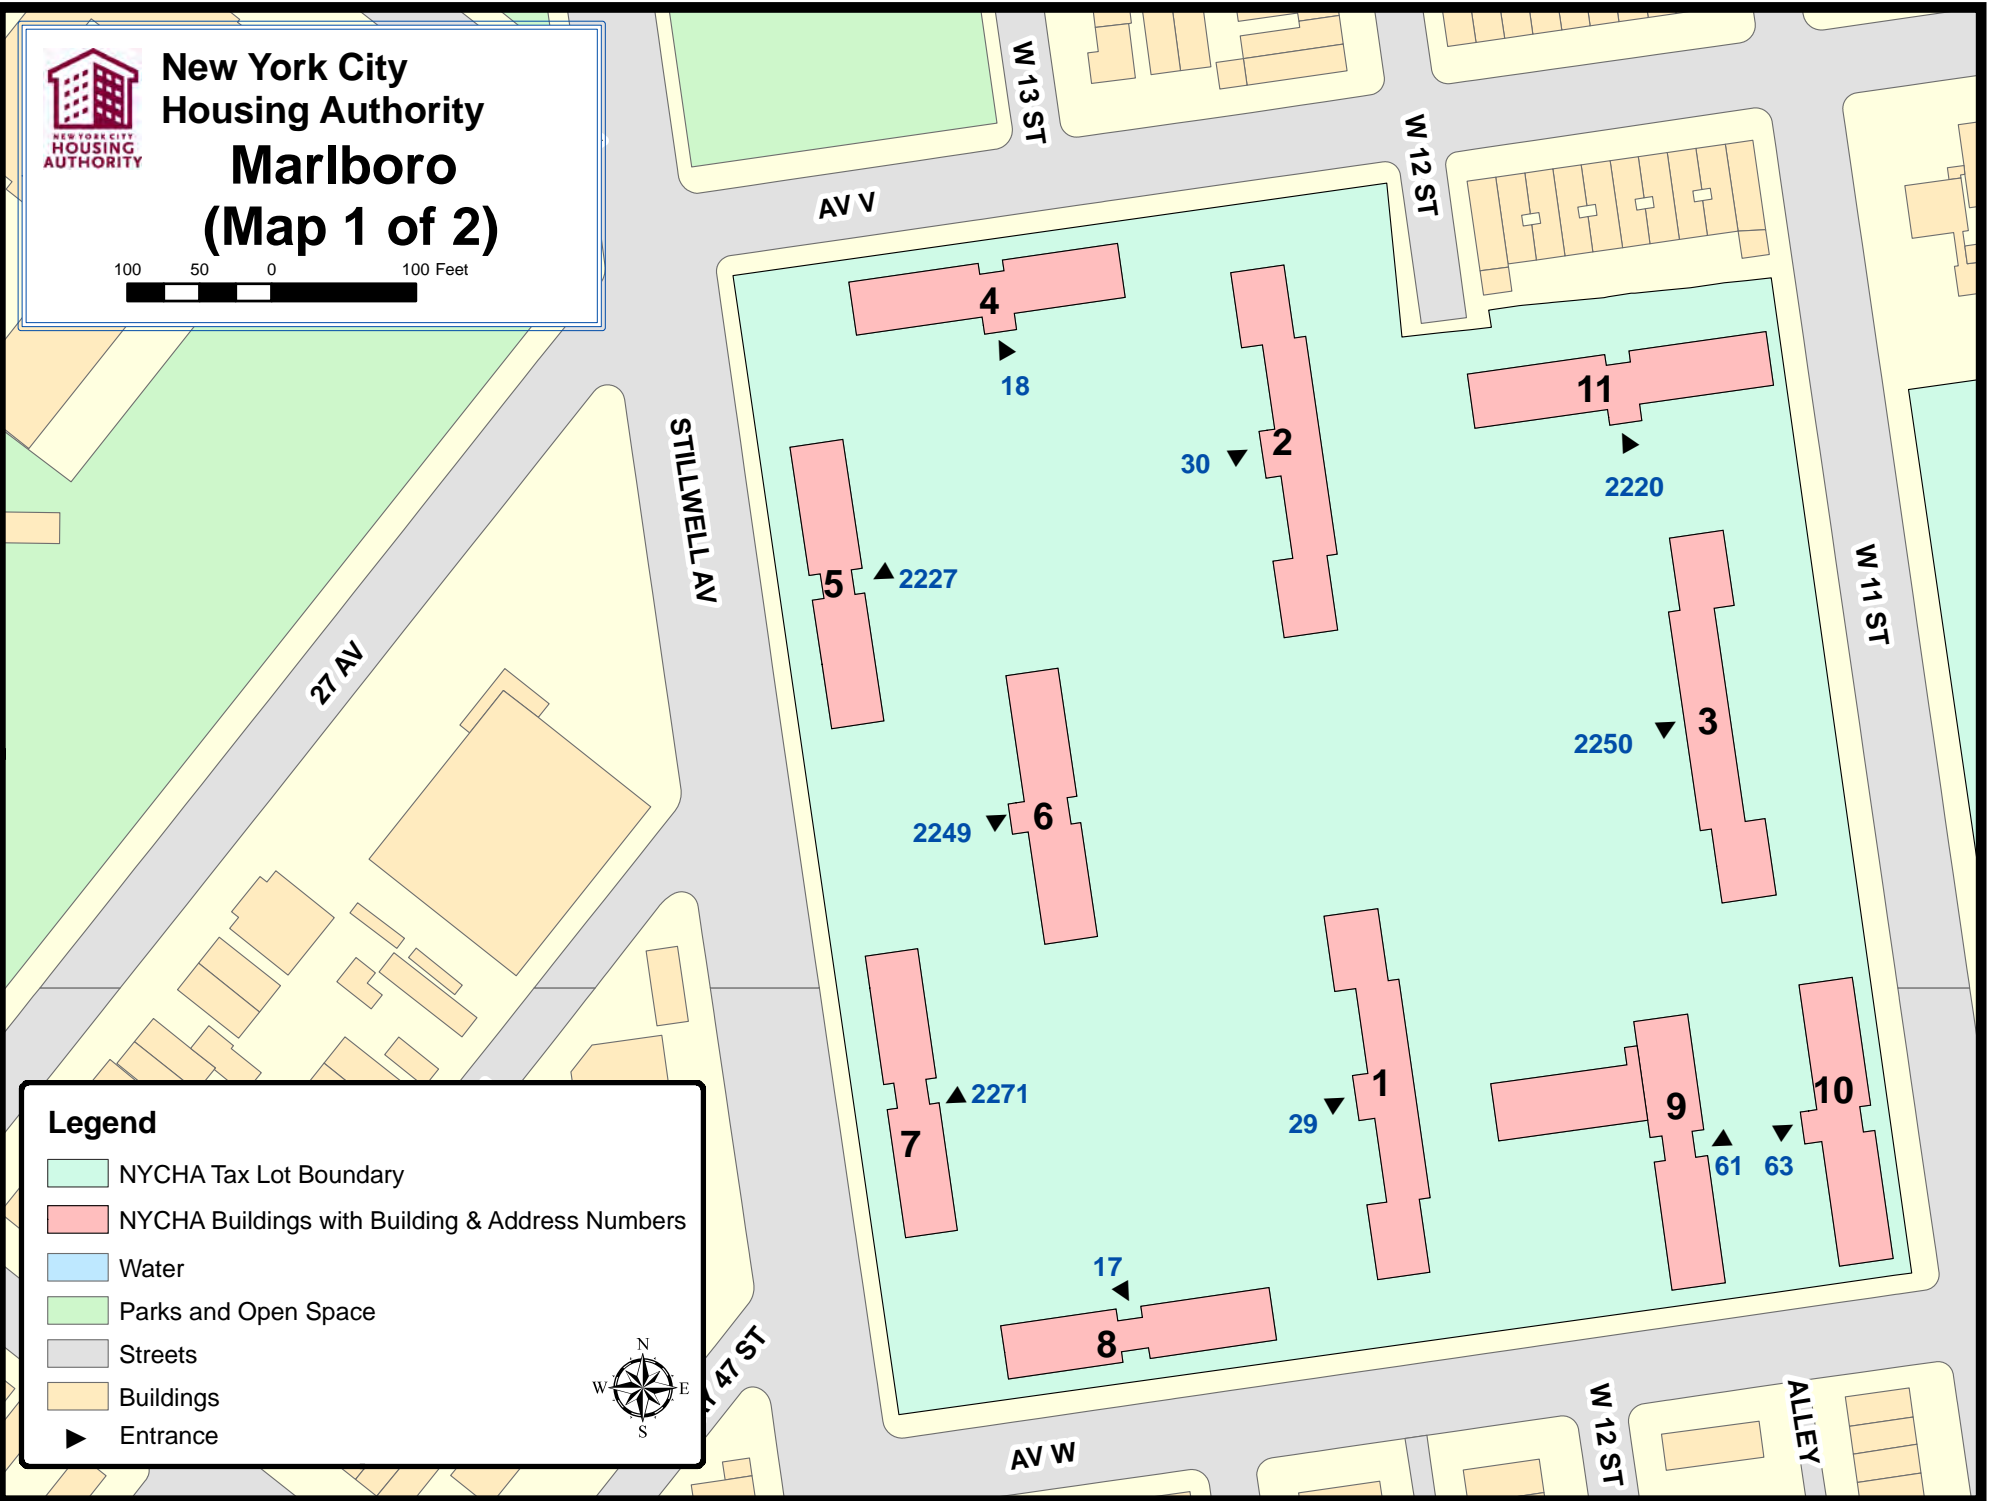 NEW YORK CITY
HOUSING
AUTHORITY
New York City
Housing Authority
Marlboro
(Map 1 of 2)
100 50 0 100 Feet
W 13 ST
W 12 ST
AV V
STILLWELL AV
27 AV
W 11 ST
4
18
2
30
11
2220
5
2227
3
2250
6
2249
7
2271
1
29
9
61
10
63
17
8
47 ST
AV W
W 12 ST
ALLEY
Legend
NYCHA Tax Lot Boundary
NYCHA Buildings with Building & Address Numbers
Water
Parks and Open Space
Streets
Buildings
Entrance
N
W E
S